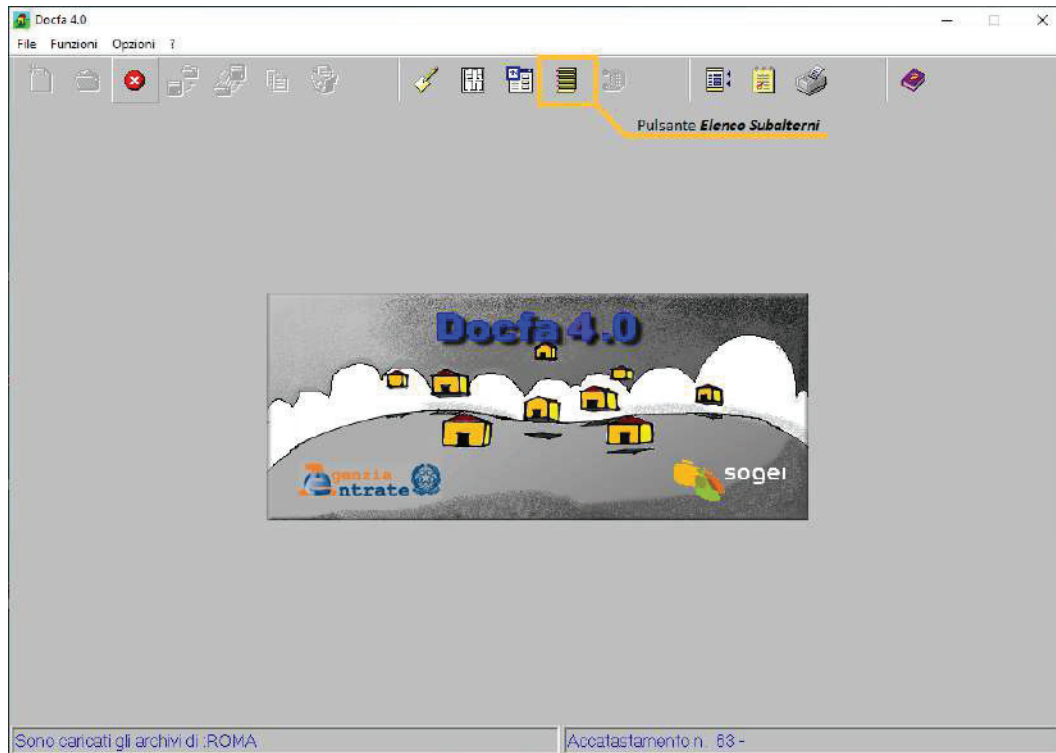 Docfa 4.0
File Funzioni Opzioni ?
Pulsante Elenco Subalterni
Docfa 4.0
genzia
ntrate
sogei
Sono caricati gli archivi di :ROMA
Accatastamento n. 63 -